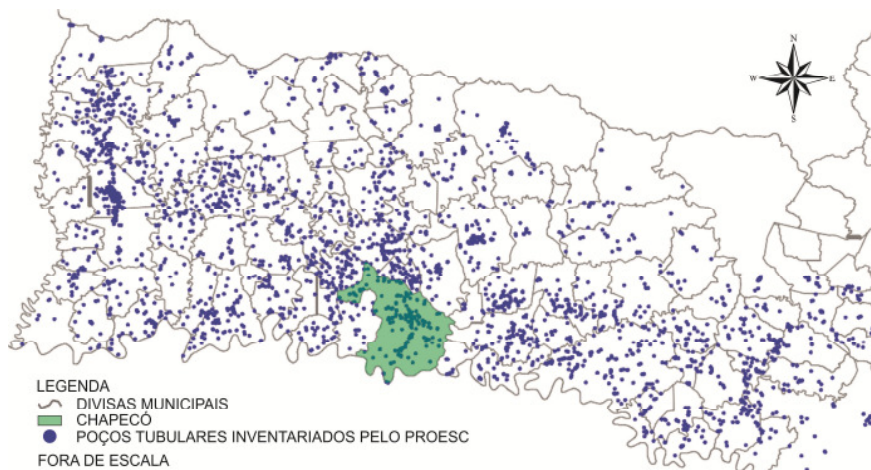 N
W E
S
LEGENDA
DIVISAS MUNICIPAIS
CHAPECÓ
POÇOS TUBULARES INVENTARIADOS PELO PROESC
FORA DE ESCALA